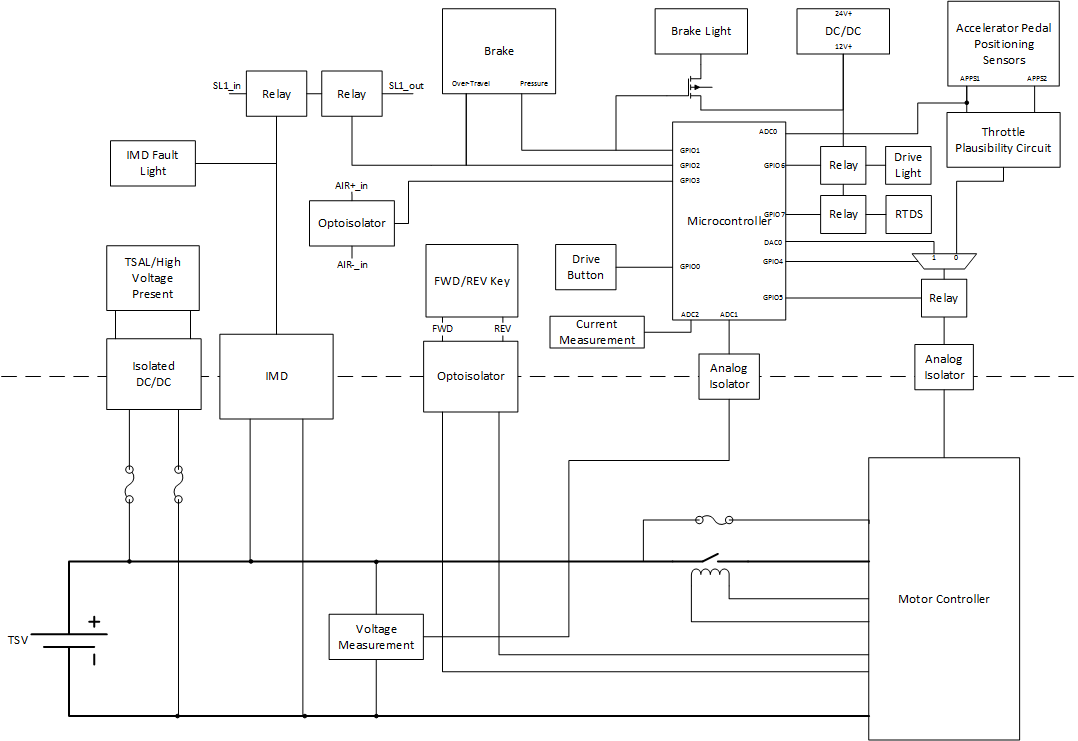 24V+
DC/DC
12V+
Brake Light
Accelerator Pedal
Positioning
Sensors
APPS1
APPS2
Brake
Over-Travel
Pressure
SL1_in
Relay
Relay
SL1_out
IMD Fault
Light
AIR+_in
Optoisolator
AIR-_in
ADC0
GPIO1
GPIO2
GPIO3
GPIO6
GPIO7
Microcontroller
DAC0
GPIO4
GPIO0
GPIO5
ADC2
ADC1
Relay
Drive
Light
Relay
RTDS
Throttle
Plausibility Circuit
1
0
Relay
TSAL/High
Voltage
Present
FWD/REV Key
FWD
REV
Drive
Button
Current
Measurement
Isolated
DC/DC
IMD
Optoisolator
Analog
Isolator
Analog
Isolator
TSV
+
Voltage
Measurement
Motor Controller